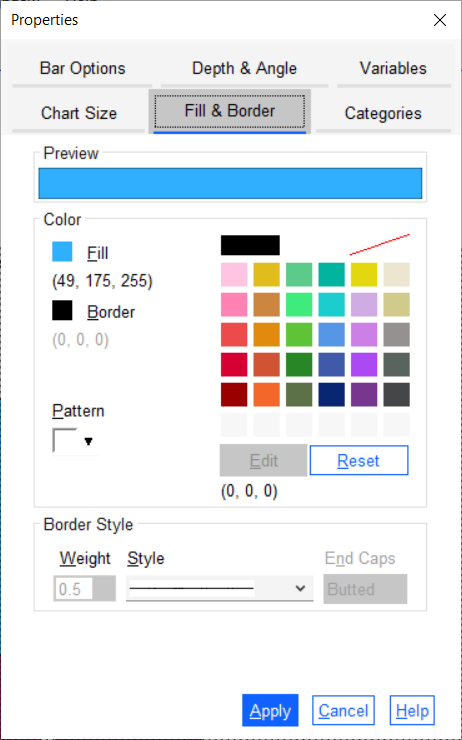 Properties
Bar Options Depth & Angle Variables
Chart Size Fill & Border Categories
Preview
Color
Fill
(49, 175, 255)
Border
(0, 0, 0)
Pattern
Edit Reset
(0, 0, 0)
Border Style
Weight Style End Caps
0.5 Butted
Apply Cancel Help